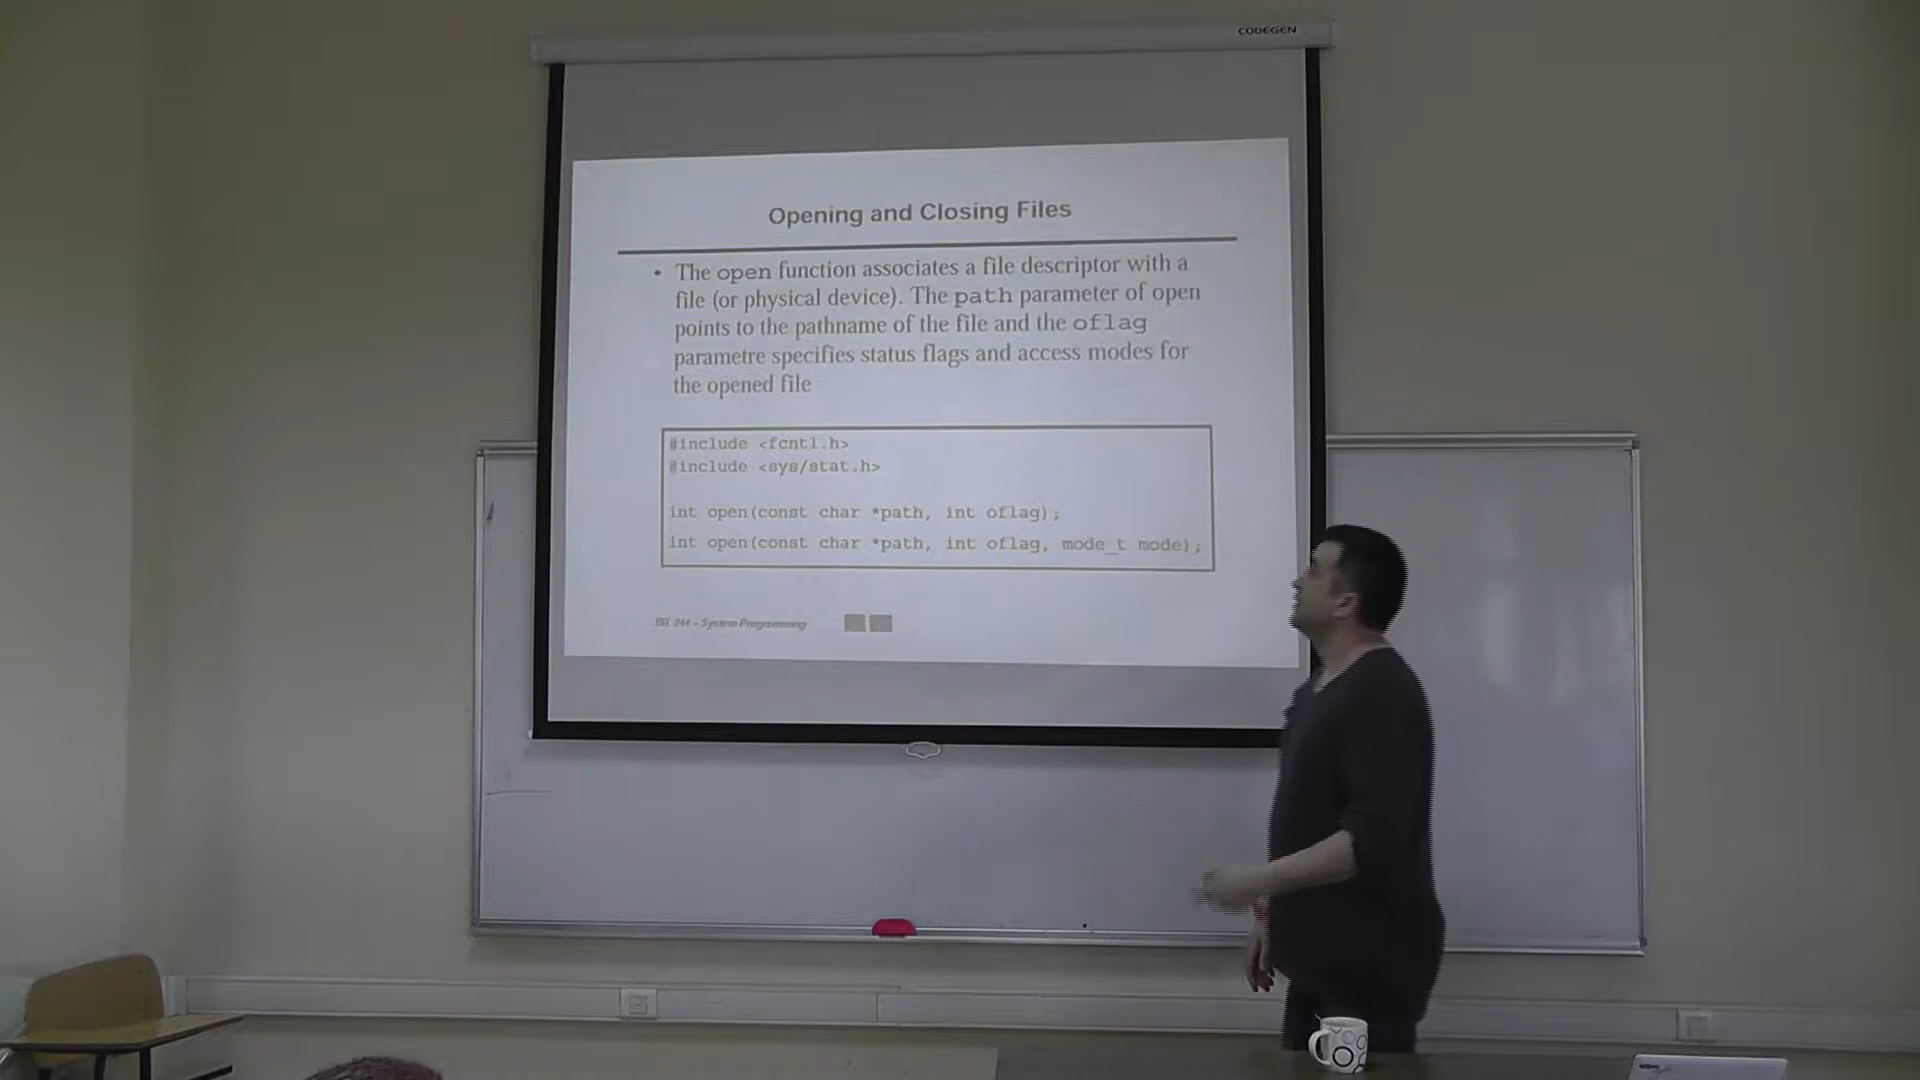 CODEGEN
Opening and Closing Files
• The open function associates a file descriptor with a
file (or physical device). The path parameter of open
points to the pathname of the file and the oflag
parametre specifies status flags and access modes for
the opened file
#include <fcntl.h>
#include <sys/stat.h>
int open(const char *path, int oflag);
int open(const char *path, int oflag, mode_t mode);
BIL 244 – System Programming